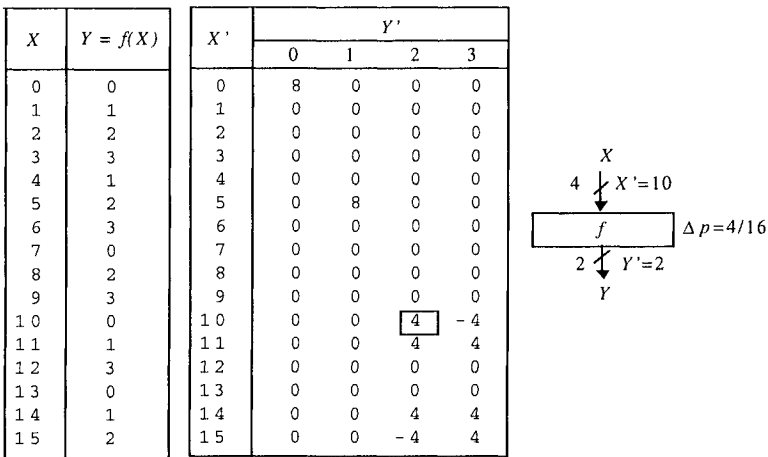 X Y = f(X)
0 0
1 1
2 2
3 3
4 1
5 2
6 3
7 0
8 2
9 3
10 0
11 1
12 3
13 0
14 1
15 2
X' Y'
0 1 2 3
0 8 0 0 0
1 0 0 0 0
2 0 0 0 0
3 0 0 0 0
4 0 0 0 0
5 0 8 0 0
6 0 0 0 0
7 0 0 0 0
8 0 0 0 0
9 0 0 0 0
10 0 0 4 -4
11 0 0 4 4
12 0 0 0 0
13 0 0 0 0
14 0 0 4 4
15 0 0 -4 4
X
4 X'=10
f Δp=4/16
2 Y'=2
Y